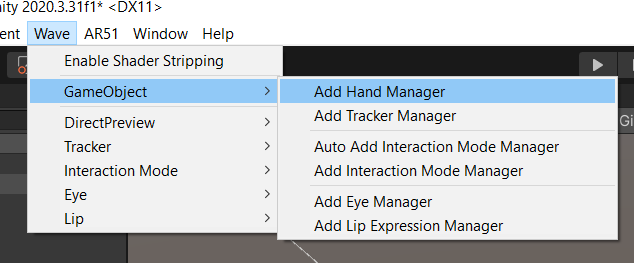 nity 2020.3.31f1* <DX11>
ent Wave AR51 Window Help
Enable Shader Stripping
GameObject
Add Hand Manager
Add Tracker Manager
Auto Add Interaction Mode Manager
Add Interaction Mode Manager
Add Eye Manager
Add Lip Expression Manager
DirectPreview
Tracker
Interaction Mode
Eye
Lip
Gi